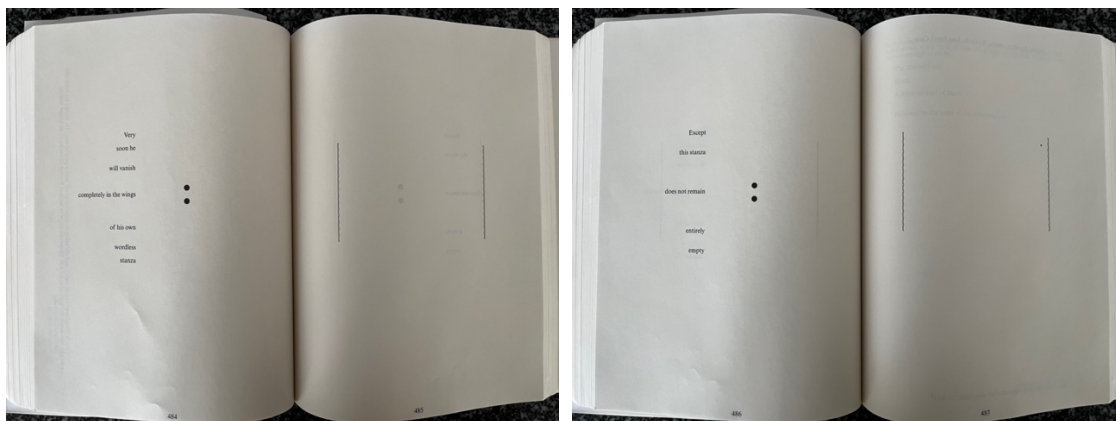 Very
soon he
will vanish
completely in the wings
of his own
wordless
stanza
484
485
Except
this stanza
does not remain
entirely
empty
486
487